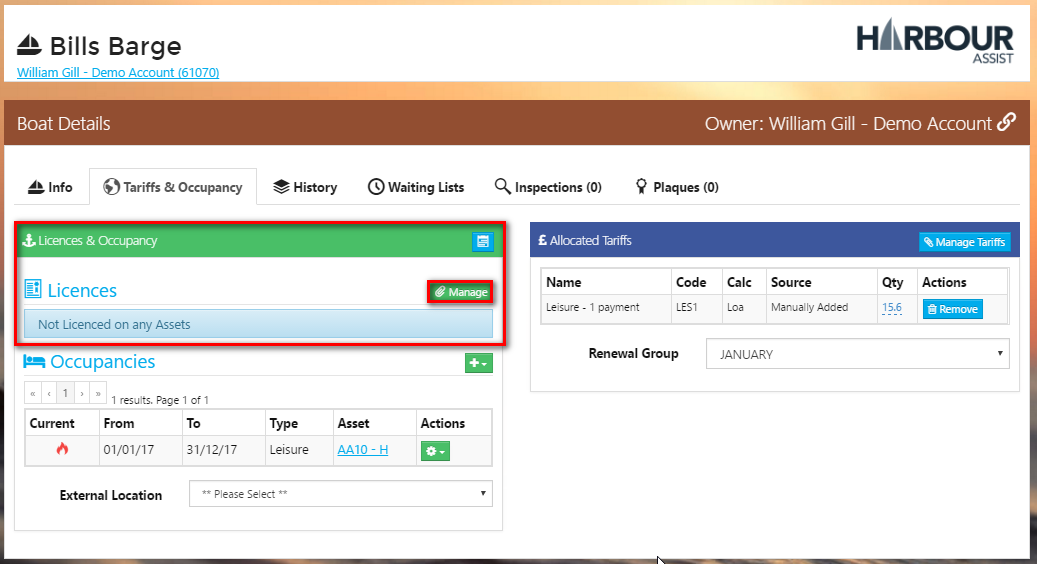 Bills Barge
William Gill - Demo Account (61070)
HARBOUR
ASSIST
Boat Details
Owner: William Gill - Demo Account
Info
Tariffs & Occupancy
History
Waiting Lists
Inspections (0)
Plaques (0)
Licences & Occupancy
Licences
Manage
Not Licenced on any Assets
Occupancies
+
« ‹ 1 › » 1 results. Page 1 of 1
Current From To Type Asset Actions
01/01/17 31/12/17 Leisure AA10 - H
External Location ** Please Select **
£ Allocated Tariffs
Manage Tariffs
Name Code Calc Source Qty Actions
Leisure - 1 payment LES1 Loa Manually Added 15.6 Remove
Renewal Group JANUARY